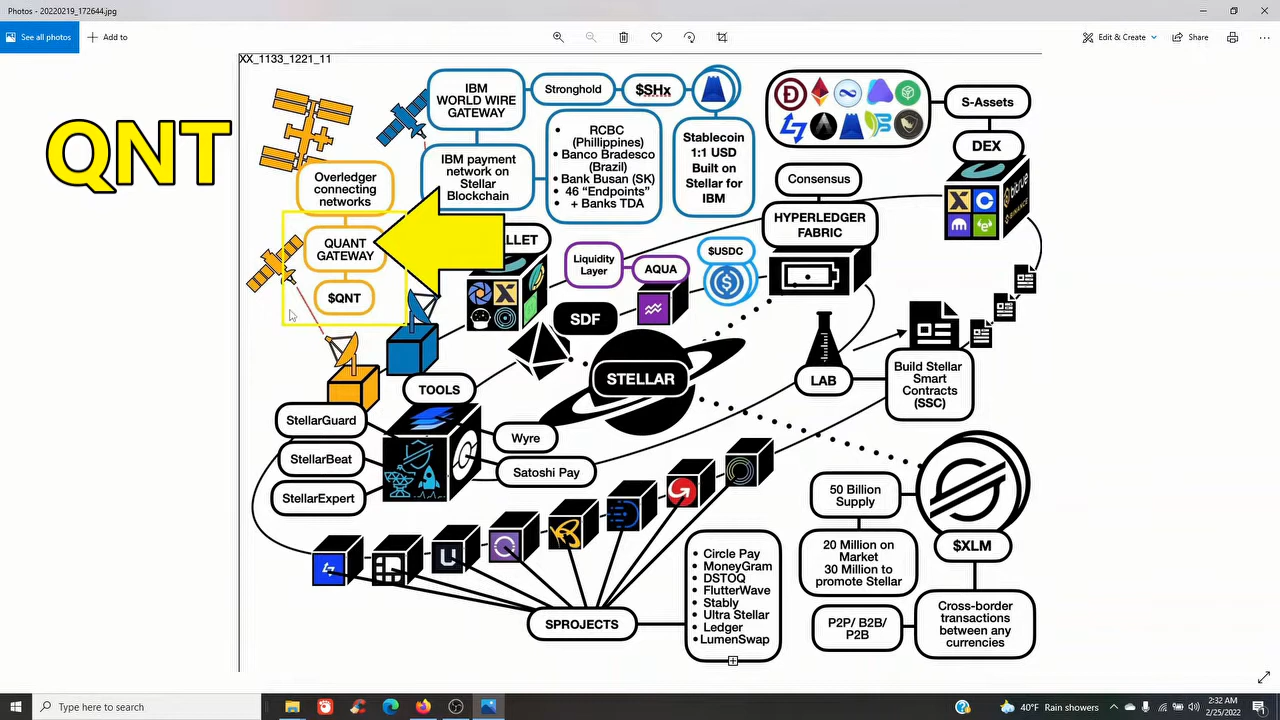 Photos - 20220219_172644.jpg
See all photos
Add to
Edit & Create
Share
XX_1133_1221_11
QNT
IBM
WORLD WIRE
GATEWAY
Stronghold
$SHx
S-Assets
DEX
Overledger
connecting
networks
IBM payment
network on
Stellar
Blockchain
• RCBC
(Phillippines)
• Banco Bradesco
(Brazil)
• Bank Busan (SK)
• 46 “Endpoints”
• + Banks TDA
Stablecoin
1:1 USD
Built on
Stellar for
IBM
Consensus
HYPERLEDGER
FABRIC
QUANT
GATEWAY
$QNT
LLET
Liquidity
Layer
AQUA
$USDC
SDF
STELLAR
TOOLS
LAB
Build Stellar
Smart
Contracts
(SSC)
StellarGuard
StellarBeat
StellarExpert
Wyre
Satoshi Pay
50 Billion
Supply
20 Million on
Market
30 Million to
promote Stellar
$XLM
P2P/ B2B/
P2B
Cross-border
transactions
between any
currencies
SPROJECTS
• Circle Pay
• MoneyGram
• DSTOQ
• FlutterWave
• Stably
• Ultra Stellar
• Ledger
• LumenSwap
Type here to search
40°F Rain showers
2:32 AM
2/25/2022